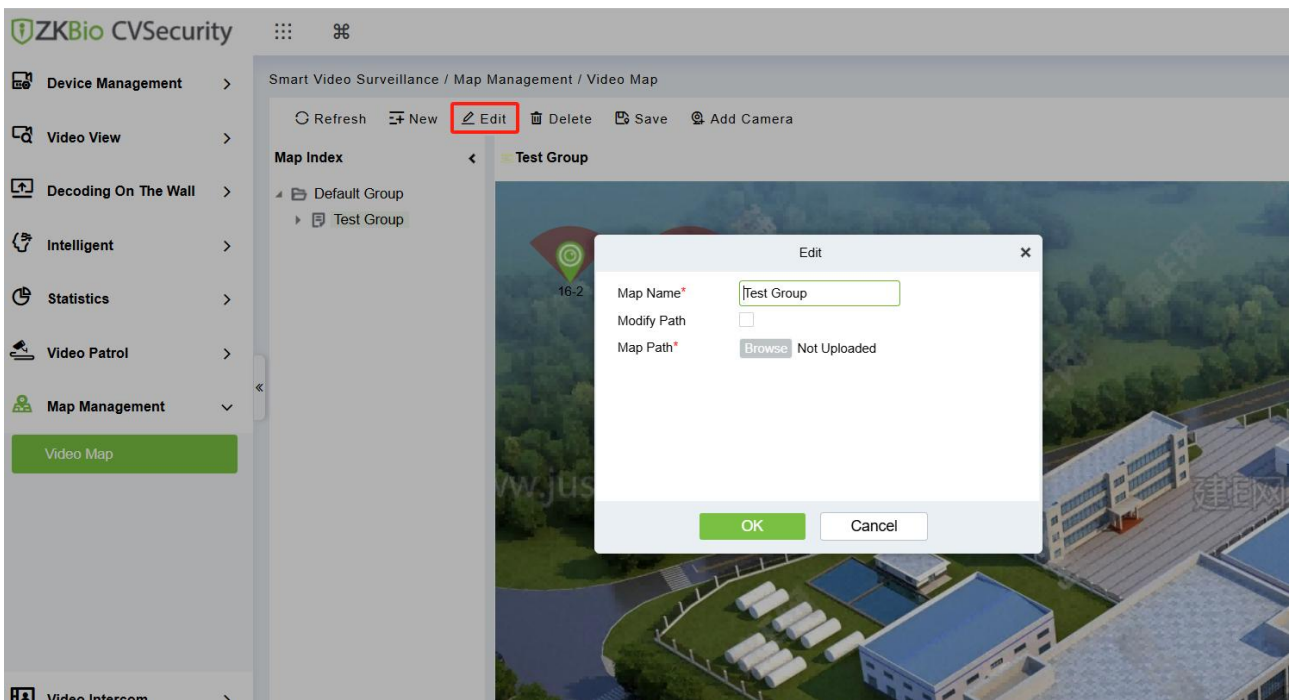 ZKBio CVSecurity
Device Management
Video View
Decoding On The Wall
Intelligent
Statistics
Video Patrol
Map Management
Video Map
Video Intercom
Smart Video Surveillance / Map Management / Video Map
Refresh New Edit Delete Save Add Camera
Map Index
Default Group
Test Group
Test Group
16-2
Edit
Map Name* Test Group
Modify Path
Map Path* Browse Not Uploaded
OK Cancel
建E网